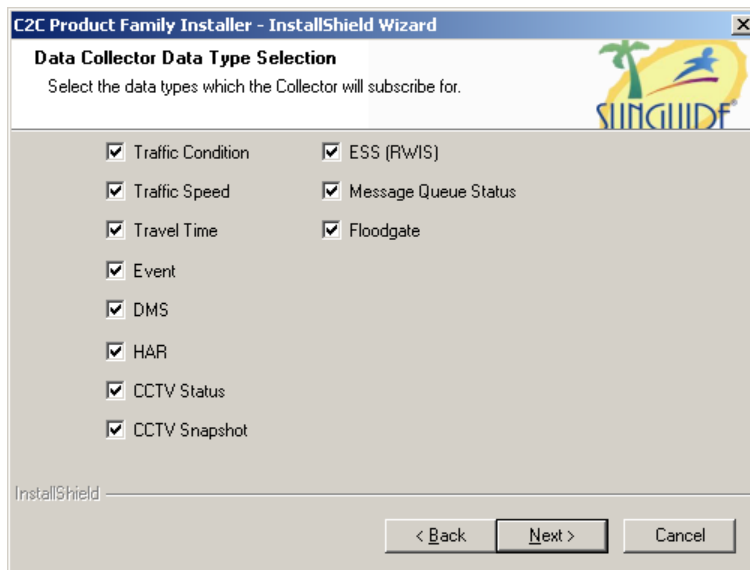 C2C Product Family Installer - InstallShield Wizard
Data Collector Data Type Selection
Select the data types which the Collector will subscribe for.
SUNGUIDE®
Traffic Condition
Traffic Speed
Travel Time
Event
DMS
HAR
CCTV Status
CCTV Snapshot
ESS (RWIS)
Message Queue Status
Floodgate
InstallShield
< Back
Next >
Cancel